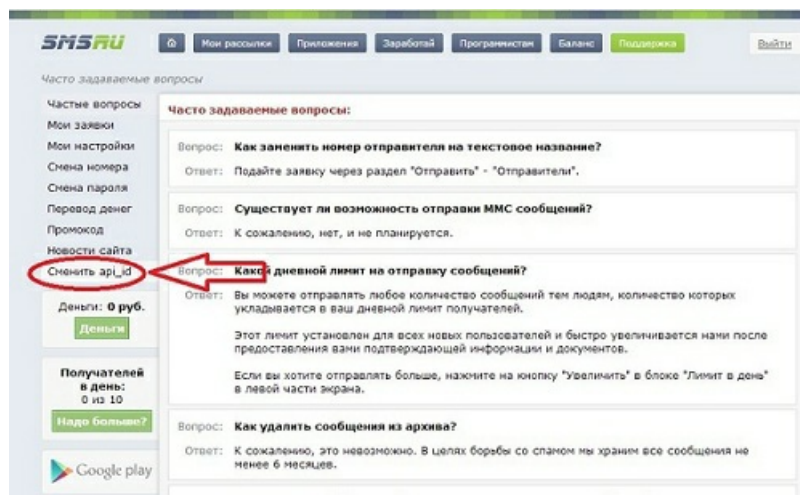 SMSRU
Мои рассылки Приложения Заработай Программистам Баланс Поддержка Выйти
Часто задаваемые вопросы
Частые вопросы
Мои заявки
Мои настройки
Смена номера
Смена пароля
Перевод денег
Промокод
Новости сайта
Сменить api_id
Деньги: 0 руб.
Деньги
Получателей
в день:
0 из 10
Надо больше?
Google play
Часто задаваемые вопросы:
Вопрос: Как заменить номер отправителя на текстовое название?
Ответ: Подайте заявку через раздел "Отправить" - "Отправители".
Вопрос: Существует ли возможность отправки ММС сообщений?
Ответ: К сожалению, нет, и не планируется.
Вопрос: Какой дневной лимит на отправку сообщений?
Ответ: Вы можете отправлять любое количество сообщений тем людям, количество которых
укладывается в ваш дневной лимит получателей.
Этот лимит установлен для всех новых пользователей и быстро увеличивается нами после
предоставления вами подтверждающей информации и документов.
Если вы хотите отправлять больше, нажмите на кнопку "Увеличить" в блоке "Лимит в день"
в левой части экрана.
Вопрос: Как удалить сообщения из архива?
Ответ: К сожалению, это невозможно. В целях борьбы со спамом мы храним все сообщения не
менее 6 месяцев.